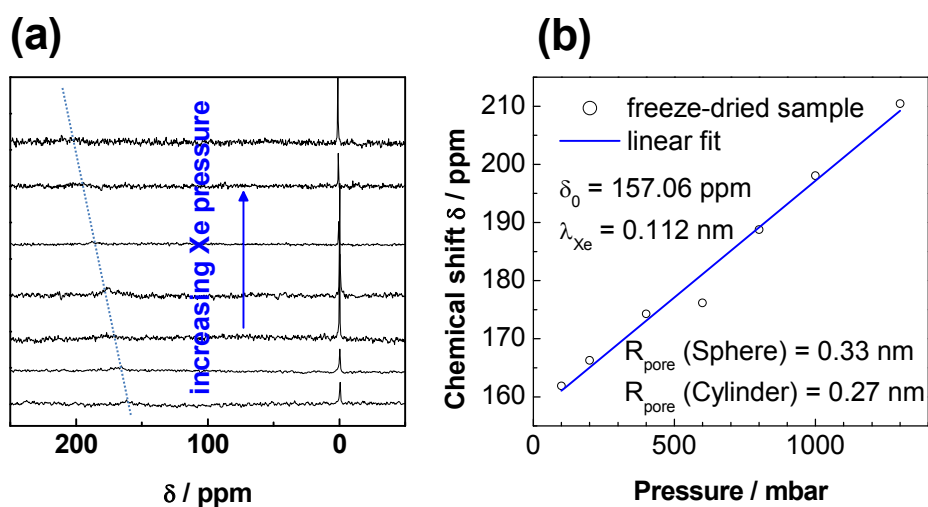 (a)
increasing Xe pressure
200
100
0
δ / ppm
(b)
Chemical shift δ / ppm
210
200
190
180
170
160
freeze-dried sample
linear fit
δ0 = 157.06 ppm
λXe = 0.112 nm
Rpore (Sphere) = 0.33 nm
Rpore (Cylinder) = 0.27 nm
0
500
1000
Pressure / mbar